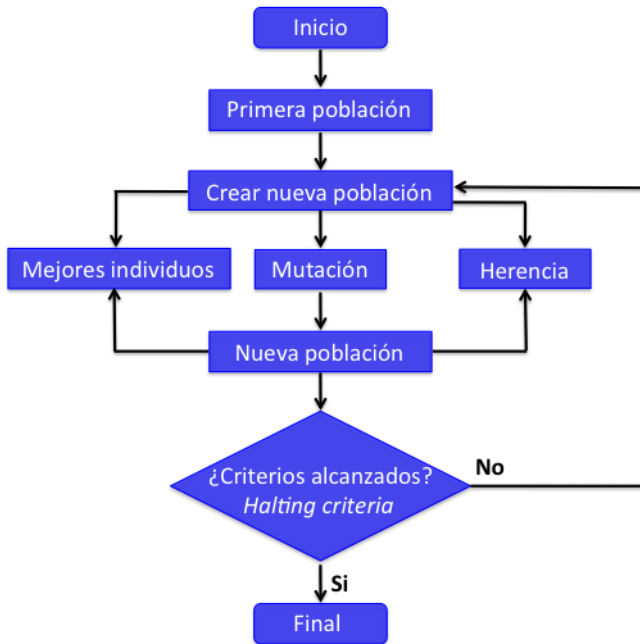 Inicio
Primera población
Crear nueva población
Mejores individuos
Mutación
Herencia
Nueva población
¿Criterios alcanzados?
Halting criteria
No
Si
Final